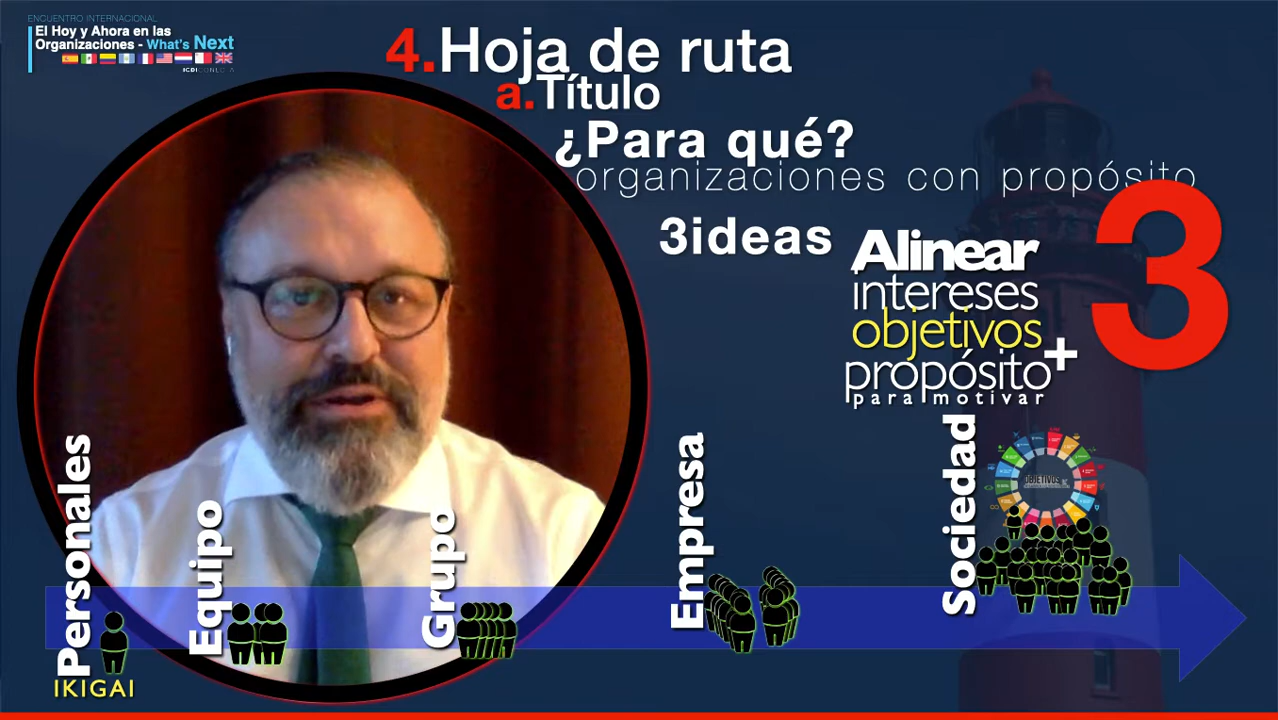 ENCUENTRO INTERNACIONAL
El Hoy y Ahora en las
Organizaciones - What's Next
4.Hoja de ruta
a.Título
¿Para qué?
organizaciones con propósito
3ideas
Alinear
intereses
objetivos
propósito+
para motivar
3
Personales
IKIGAI
Equipo
Grupo
Empresa
Sociedad
OBJETIVOS